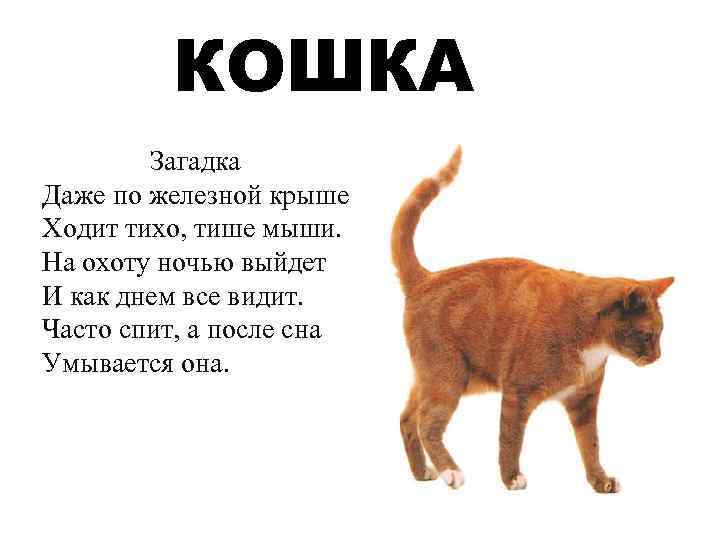 КОШКА
Загадка
Даже по железной крыше
Ходит тихо, тише мыши.
На охоту ночью выйдет
И как днем все видит.
Часто спит, а после сна
Умывается она.